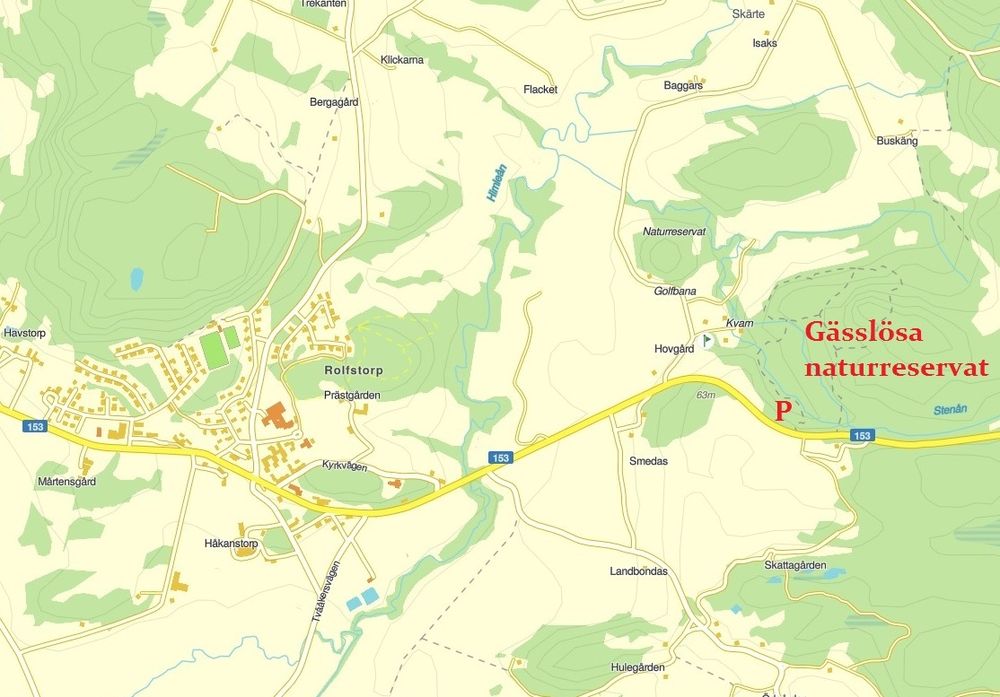 Trekanten
Skärte
Isaks
Klickarna
Flacket
Baggars
Bergagård
Buskäng
Himleån
Naturreservat
Golfbana
Kvarn
Havstorp
Gässlösa
naturreservat
Hovgård
Rolfstorp
Prästgården
63m
P
Stenån
153
153
153
Smedas
Kyrkvägen
Mårtensgård
Håkanstorp
Tvååkersvägen
Landbondas
Skattagården
Hulegården